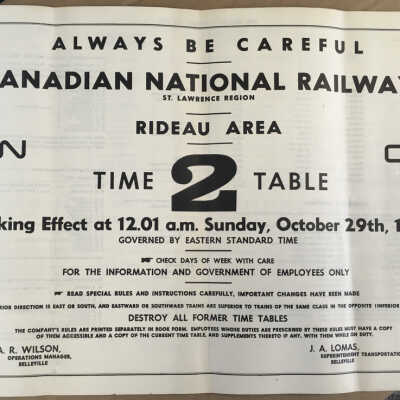 ALWAYS BE CAREFUL
ANADIAN NATIONAL RAILWAY
ST. LAWRENCE REGION
RIDEAU AREA
TIME 2 TABLE
king Effect at 12.01 a.m. Sunday, October 29th, 1
GOVERNED BY EASTERN STANDARD TIME
☛ CHECK DAYS OF WEEK WITH CARE
FOR THE INFORMATION AND GOVERNMENT OF EMPLOYEES ONLY
☛ READ SPECIAL RULES AND INSTRUCTIONS CAREFULLY, IMPORTANT CHANGES HAVE BEEN MADE
RIOR DIRECTION IS EAST OR SOUTH, AND EASTWARD OR SOUTHWARD TRAINS ARE SUPERIOR TO TRAINS OF THE SAME CLASS IN THE OPPOSITE (INFERIOR)
DESTROY ALL FORMER TIME TABLES
THE COMPANY'S RULES ARE PRINTED SEPARATELY IN BOOK FORM. EMPLOYEES WHOSE DUTIES ARE PRESCRIBED BY THESE RULES MUST HAVE A COPY
OF THEM ACCESSIBLE AND A COPY OF THE CURRENT TIME TABLE, AND SUPPLEMENTS THERETO IF ANY, WITH THEM WHILE ON DUTY.
A. R. WILSON,
OPERATIONS MANAGER,
BELLEVILLE
J. A. LOMAS,
SUPERINTENDENT TRANSPORTATION
BELLEVILLE